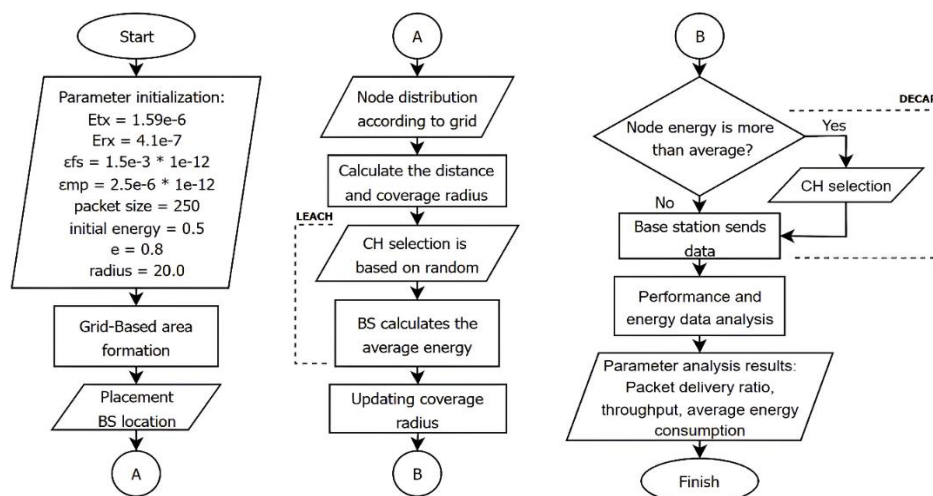 Start
Parameter initialization:
Etx = 1.59e-6
Erx = 4.1e-7
εfs = 1.5e-3 * 1e-12
εmp = 2.5e-6 * 1e-12
packet size = 250
initial energy = 0.5
e = 0.8
radius = 20.0
Grid-Based area
formation
Placement
BS location
A
A
Node distribution
according to grid
Calculate the distance
and coverage radius
LEACH
CH selection is
based on random
BS calculates the
average energy
Updating coverage
radius
B
B
DECAR
Node energy is more
than average?
Yes
CH selection
No
Base station sends
data
Performance and
energy data analysis
Parameter analysis results:
Packet delivery ratio,
throughput, average energy
consumption
Finish